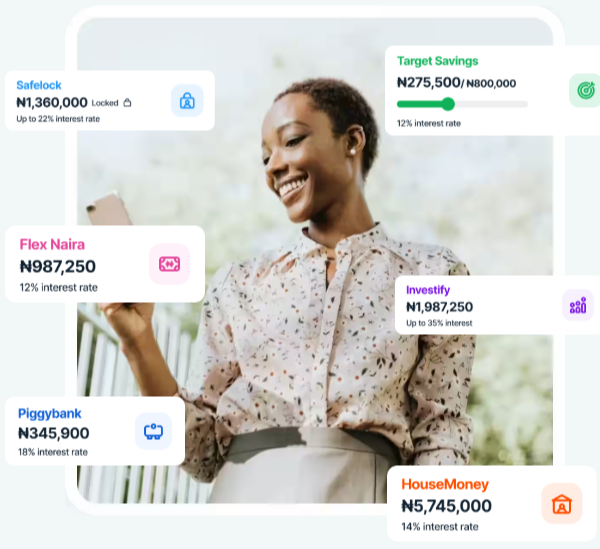 Safelock
₦1,360,000 Locked
Up to 22% interest rate
Target Savings
₦275,500/ ₦800,000
12% interest rate
Flex Naira
₦987,250
12% interest rate
Investify
₦1,987,250
Up to 35% interest
Piggybank
₦345,900
18% interest rate
HouseMoney
₦5,745,000
14% interest rate